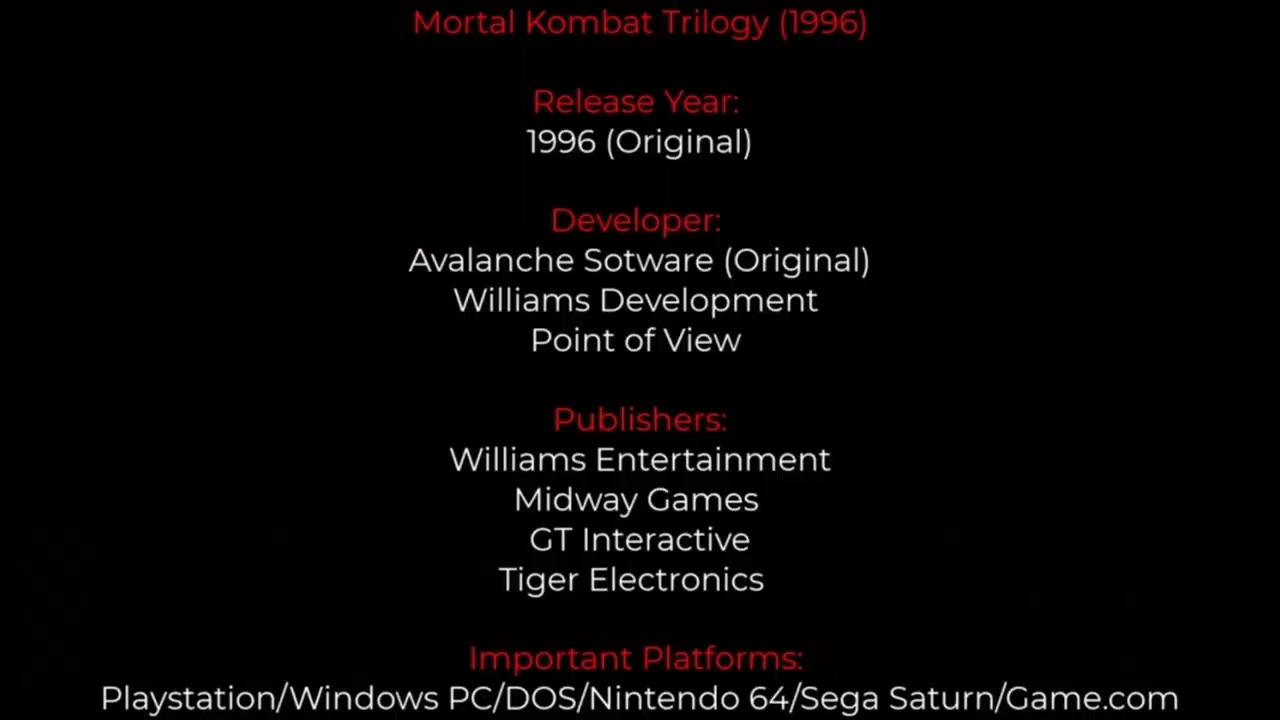 Mortal Kombat Trilogy (1996)
Release Year:
1996 (Original)
Developer:
Avalanche Sotware (Original)
Williams Development
Point of View
Publishers:
Williams Entertainment
Midway Games
GT Interactive
Tiger Electronics
Important Platforms:
Playstation/Windows PC/DOS/Nintendo 64/Sega Saturn/Game.com